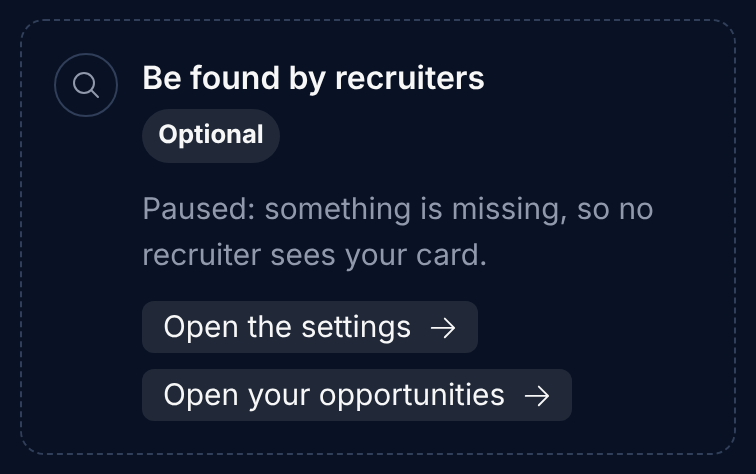 Be found by recruiters
Optional
Paused: something is missing, so no
recruiter sees your card.
Open the settings →
Open your opportunities →